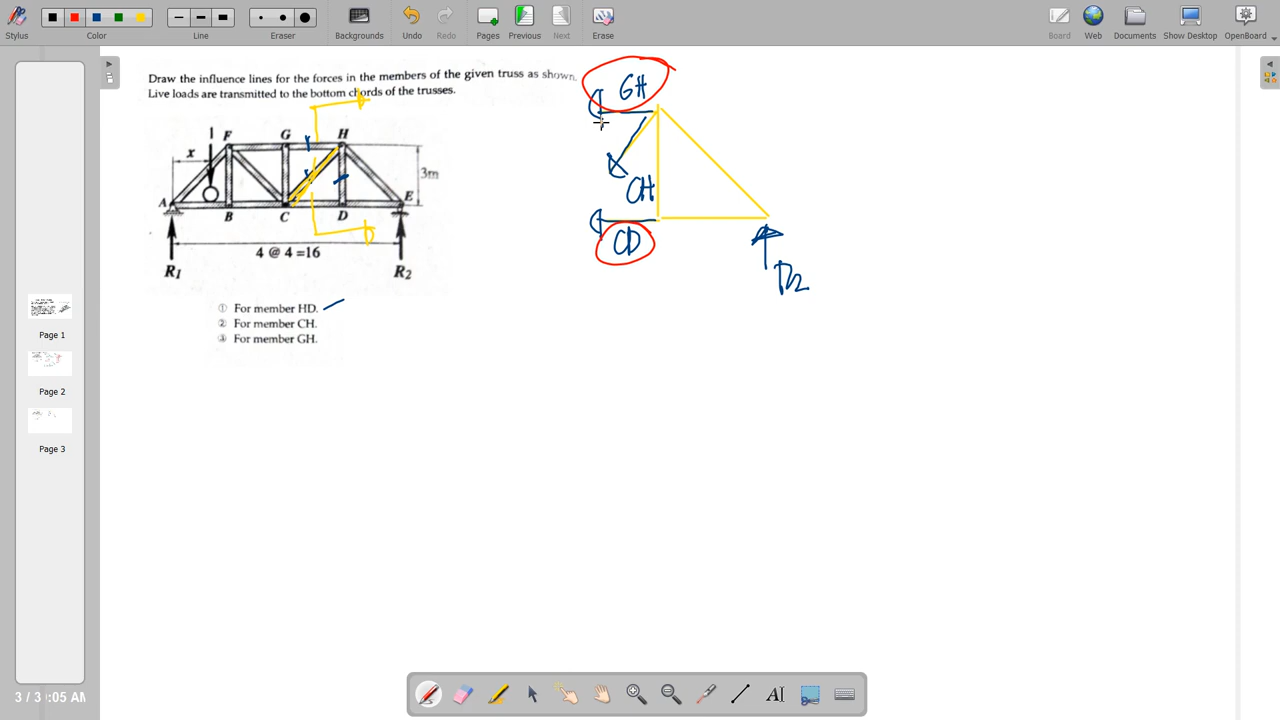 Stylus
Color
Line
Eraser
Backgrounds
Undo
Redo
Pages
Previous
Next
Erase
Board
Web
Documents
Show Desktop
OpenBoard
Draw the influence lines for the forces in the members of the given truss as shown.
Live loads are transmitted to the bottom chords of the trusses.
1 F G H
x
3m
A E
B C D
4 @ 4 =16
R1 R2
① For member HD.
② For member CH.
③ For member GH.
GH
CH
CD
R2
Page 1
Page 2
Page 3
AI